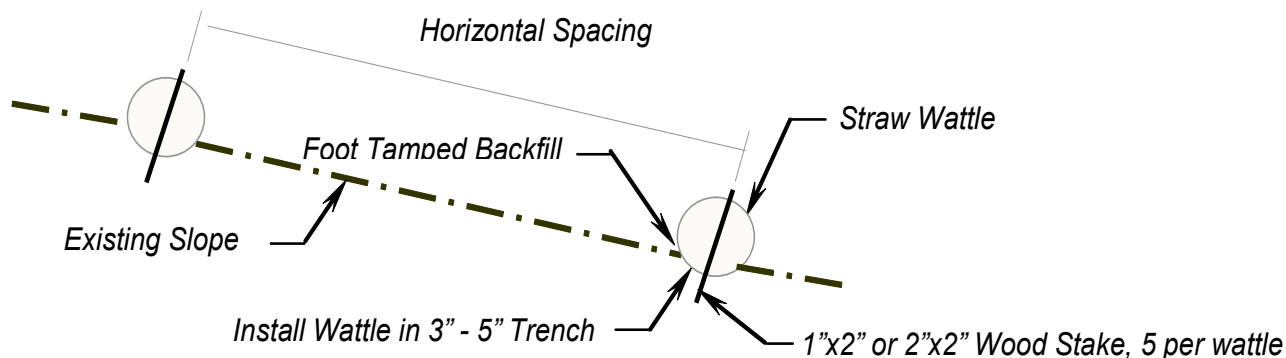 Horizontal Spacing
Straw Wattle
Foot Tamped Backfill
Existing Slope
Install Wattle in 3” - 5” Trench
1”x2” or 2”x2” Wood Stake, 5 per wattle